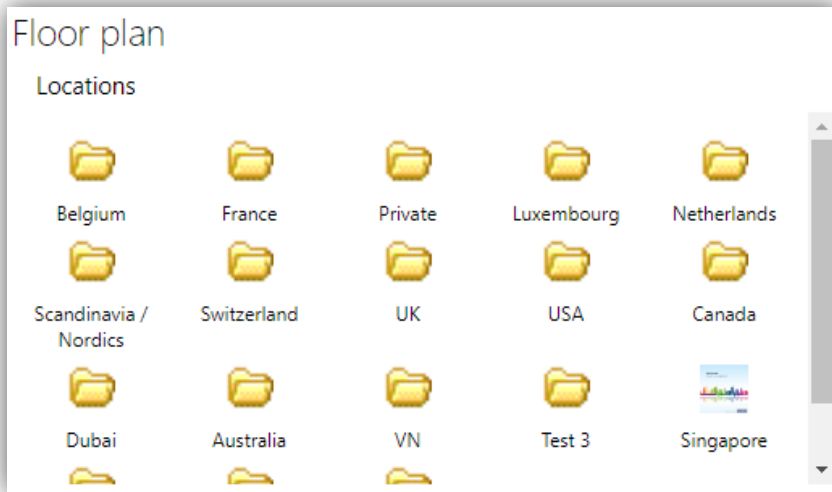 Floor plan
Locations
Belgium France Private Luxembourg Netherlands
Scandinavia / Switzerland UK USA Canada
Nordics
Dubai Australia VN Test 3 Singapore